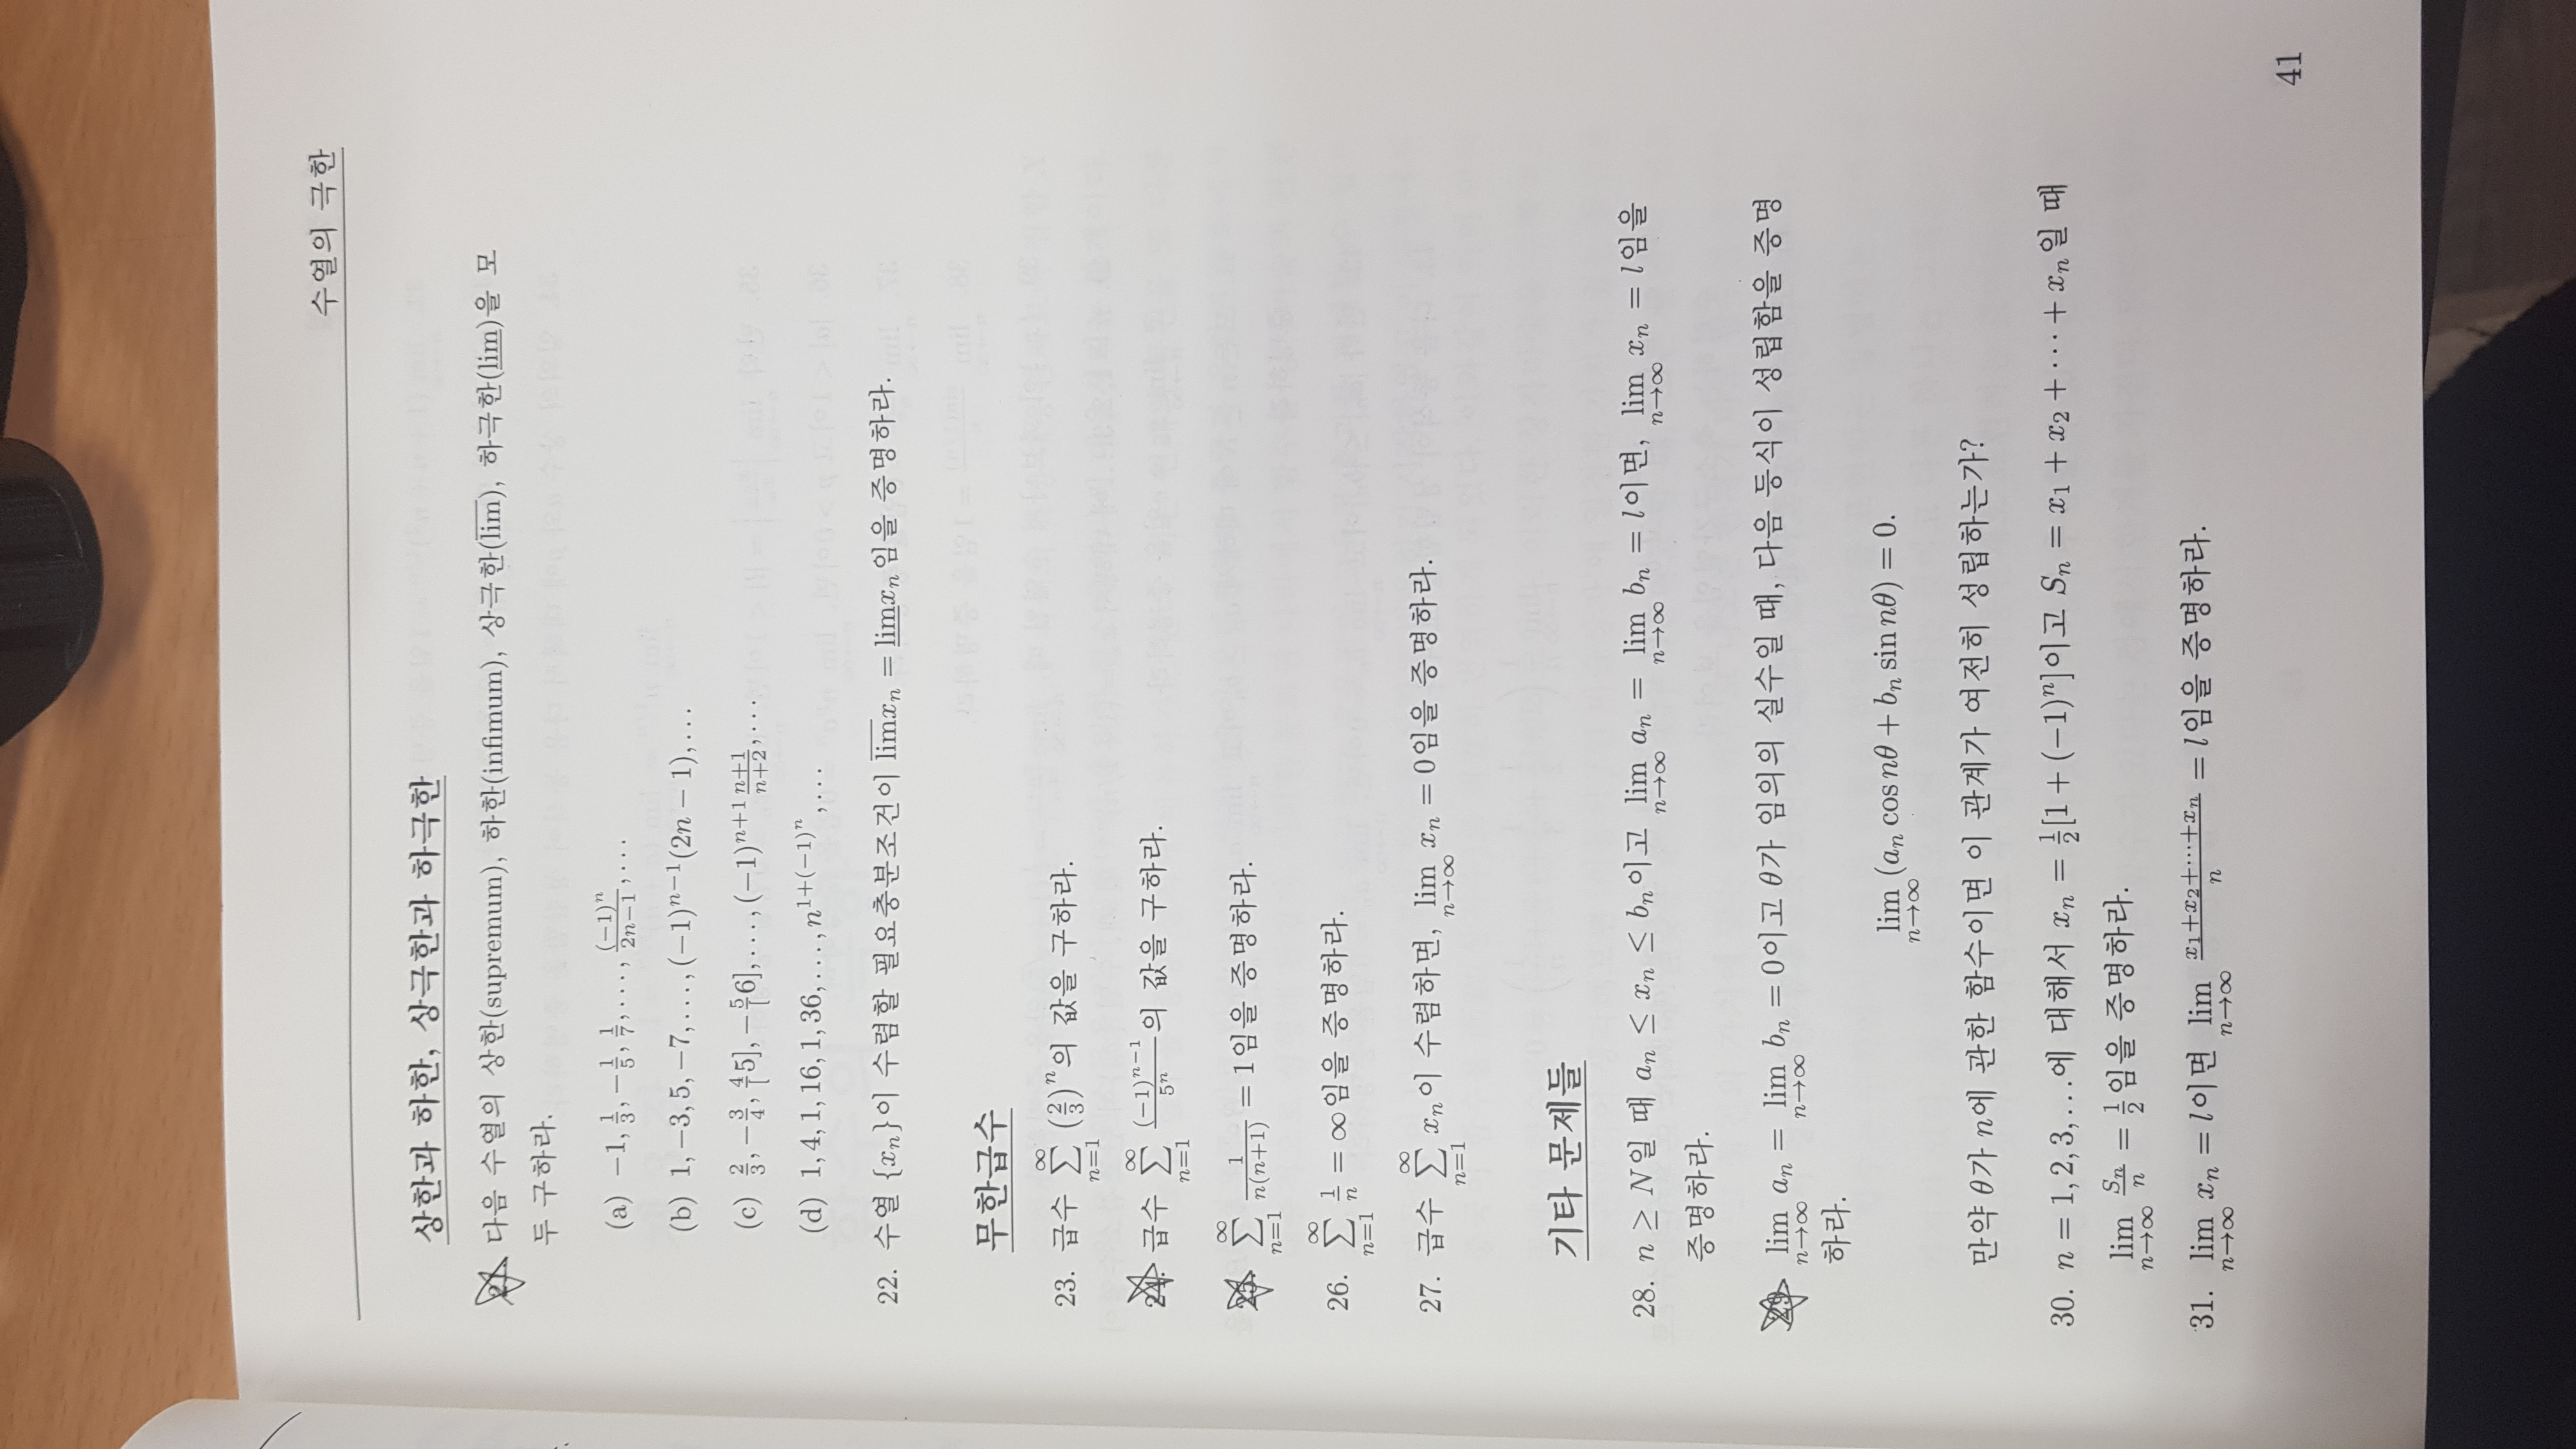 수열의 극한
상한과 하한, 상극한과 하극한
21. 다음 수열의 상한(supremum), 하한(infimum), 상극한($\overline{\lim}$), 하극한($\underline{\lim}$)을 모
두 구하라.
(a) $-1, \frac{1}{3}, -\frac{1}{5}, \frac{1}{7}, \ldots, \frac{(-1)^n}{2n-1}, \ldots$
(b) $1, -3, 5, -7, \ldots, (-1)^{n-1}(2n-1), \ldots$
(c) $\frac{2}{3}, -\frac{3}{4}, \frac{4}{[}5], -\frac{5}{[}6], \ldots, (-1)^{n+1}\frac{n+1}{n+2}, \ldots$
(d) $1, 4, 1, 16, 1, 36, \ldots, n^{1+(-1)^n}, \ldots$
22. 수열 $\{x_n\}$이 수렴할 필요충분조건이 $\overline{\lim}x_n = \underline{\lim}x_n$임을 증명하라.
무한급수
23. 급수 $\sum_{n=1}^{\infty} \left(\frac{2}{3}\right)^n$의 값을 구하라.
24. 급수 $\sum_{n=1}^{\infty} \frac{(-1)^{n-1}}{5^n}$의 값을 구하라.
25. $\sum_{n=1}^{\infty} \frac{1}{n(n+1)} = 1$임을 증명하라.
26. $\sum_{n=1}^{\infty} \frac{1}{n} = \infty$임을 증명하라.
27. 급수 $\sum_{n=1}^{\infty} x_n$이 수렴하면, $\lim_{n\to\infty} x_n = 0$임을 증명하라.
기타 문제들
28. $n \geq N$일 때 $a_n \leq x_n \leq b_n$이고 $\lim_{n\to\infty} a_n = \lim_{n\to\infty} b_n = l$이면, $\lim_{n\to\infty} x_n = l$임을
증명하라.
29. $\lim_{n\to\infty} a_n = \lim_{n\to\infty} b_n = 0$이고 $\theta$가 임의의 실수일 때, 다음 등식이 성립함을 증명
하라.
$\lim_{n\to\infty} (a_n \cos n\theta + b_n \sin n\theta) = 0.$
만약 $\theta$가 $n$에 관한 함수이면 이 관계가 여전히 성립하는가?
30. $n = 1, 2, 3, \ldots$에 대해서 $x_n = \frac{1}{2}[1 + (-1)^n]$이고 $S_n = x_1 + x_2 + \cdots + x_n$일 때
$\lim_{n\to\infty} \frac{S_n}{n} = \frac{1}{2}$임을 증명하라.
31. $\lim_{n\to\infty} x_n = l$이면 $\lim_{n\to\infty} \frac{x_1+x_2+\cdots+x_n}{n} = l$임을 증명하라.
41